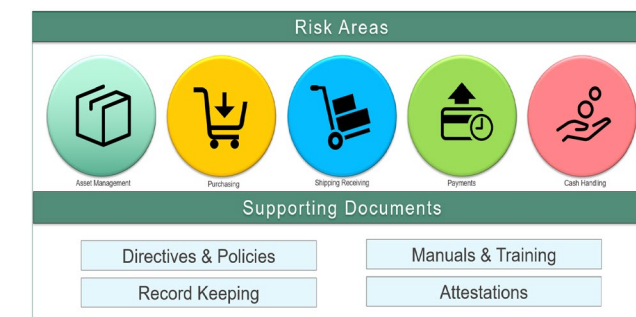 Risk Areas
Asset Management
Purchasing
Shipping Receiving
Payments
Cash Handling
Supporting Documents
Directives & Policies
Manuals & Training
Record Keeping
Attestations